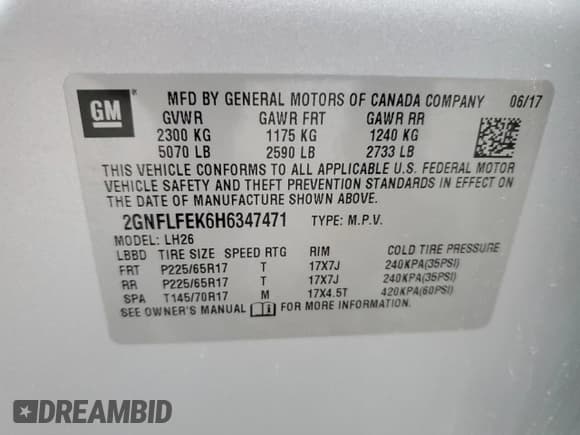 GM
MFD BY GENERAL MOTORS OF CANADA COMPANY 06/17
GVWR GAWR FRT GAWR RR
2300 KG 1175 KG 1240 KG
5070 LB 2590 LB 2733 LB
THIS VEHICLE CONFORMS TO ALL APPLICABLE U.S. FEDERAL MOTOR
VEHICLE SAFETY AND THEFT PREVENTION STANDARDS IN EFFECT ON
THE DATE OF MANUFACTURE SHOWN ABOVE.
2GNFLFEK6H6347471 TYPE: M.P.V.
MODEL: LH26
LBBD TIRE SIZE SPEED RTG RIM COLD TIRE PRESSURE
FRT P225/65R17 T 17X7J 240KPA(35PSI)
RR P225/65R17 T 17X7J 240KPA(35PSI)
SPA T145/70R17 M 17X4.5T 420KPA(60PSI)
SEE OWNER'S MANUAL FOR MORE INFORMATION.
DREAMBID